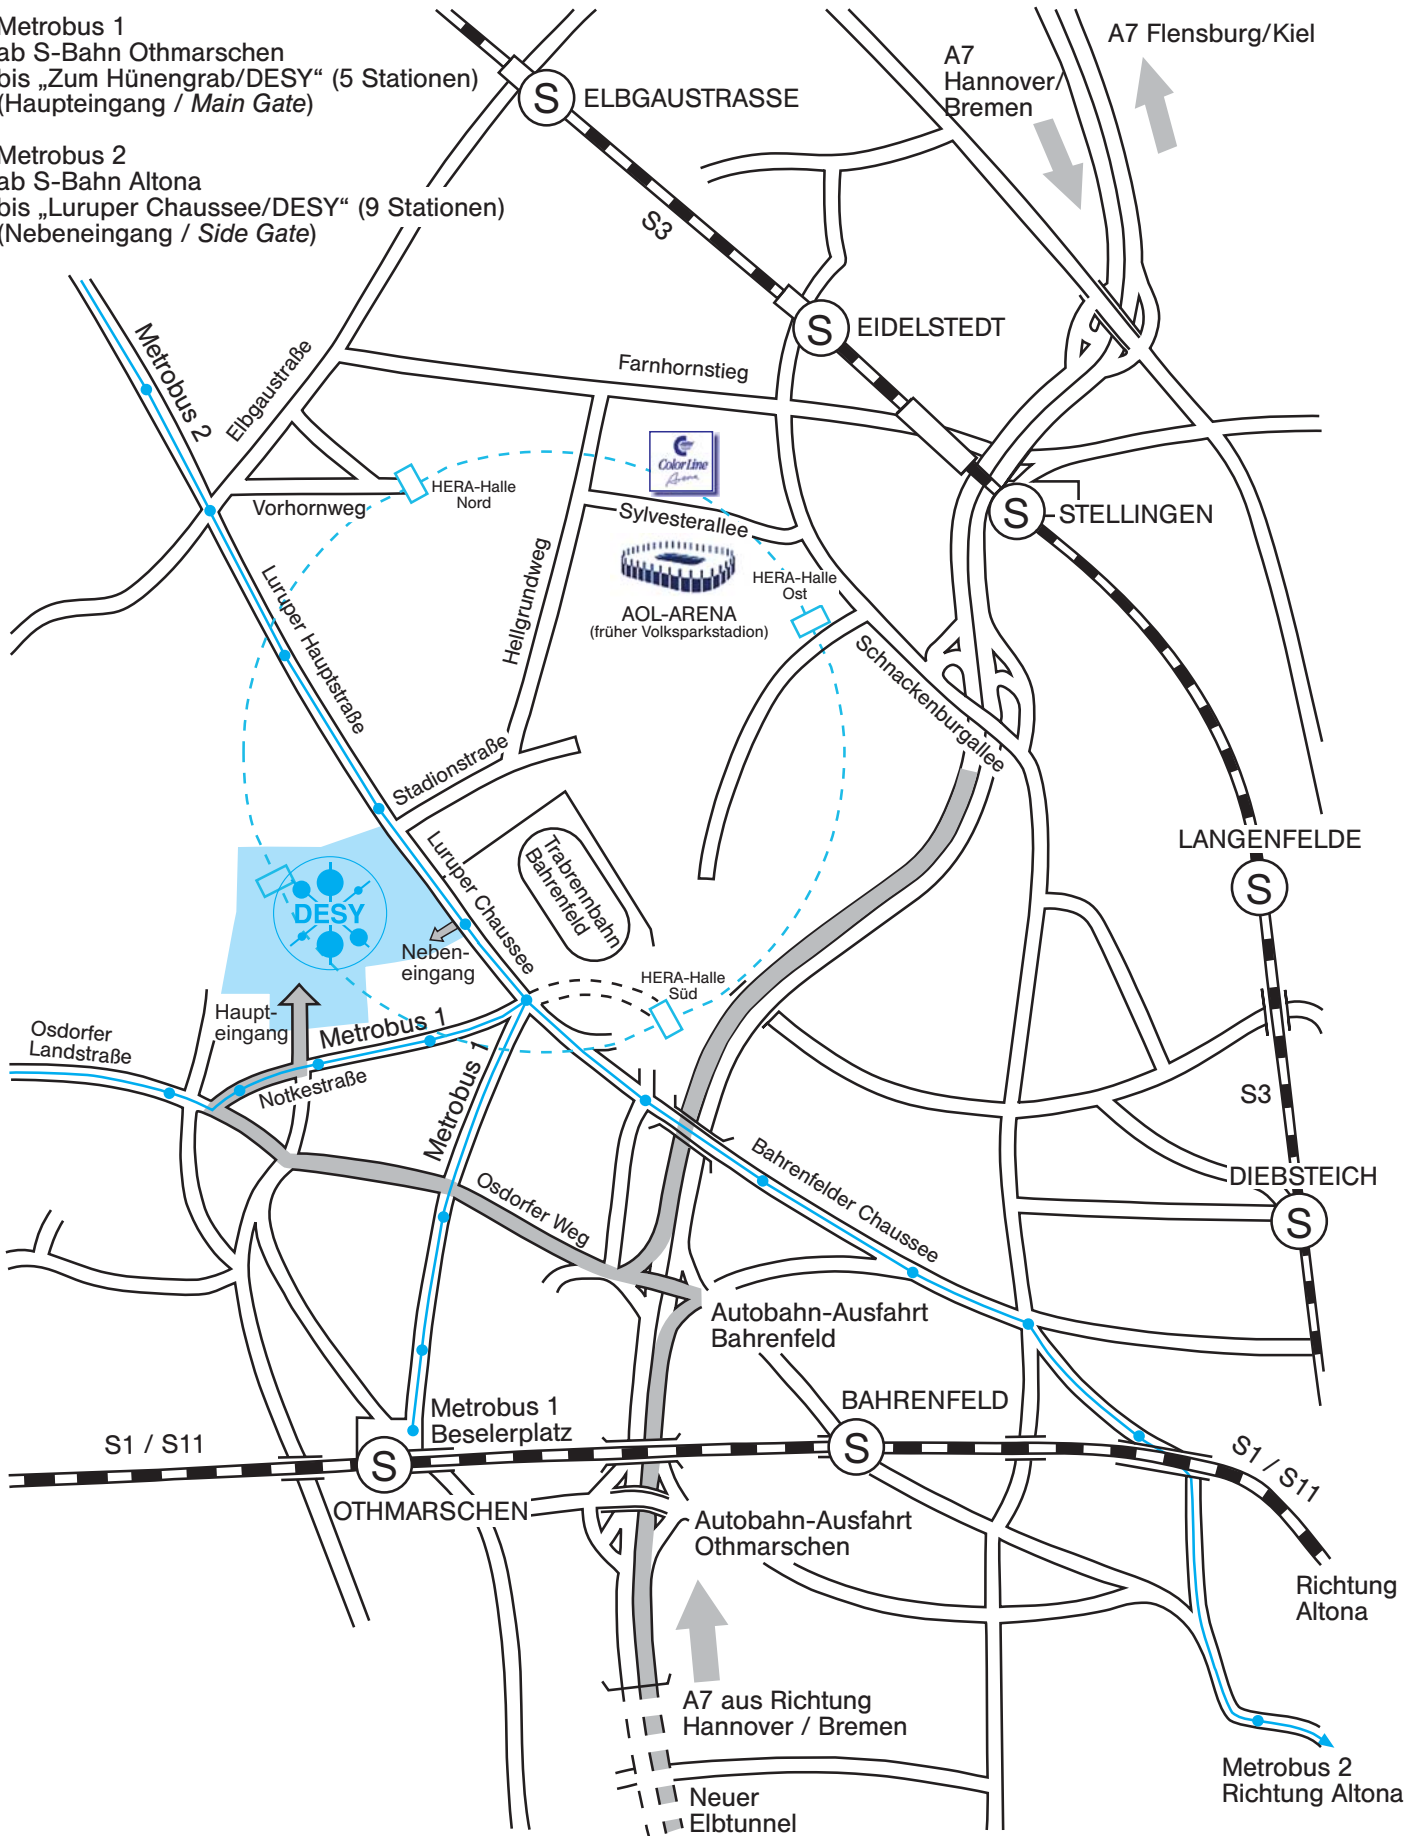 Metrobus 1
ab S-Bahn Othmarschen
bis „Zum Hünengrab/DESY“ (5 Stationen)
(Haupteingang / Main Gate)
Metrobus 2
ab S-Bahn Altona
bis „Luruper Chaussee/DESY“ (9 Stationen)
(Nebeneingang / Side Gate)
A7 Flensburg/Kiel
A7
Hannover/
Bremen
S
ELBGAUSTRASSE
S3
S
EIDELSTEDT
Metrobus 2
Elbgaustraße
Farnhornstieg
ColorLine
Arena
HERA-Halle
Nord
Vorhornweg
Sylvesterallee
S
STELLINGEN
Hellgrundweg
HERA-Halle
Ost
AOL-ARENA
(früher Volksparkstadion)
Luruper Hauptstraße
Schnackenburgallee
Stadionstraße
LANGENFELDE
S
Luruper Chaussee
Trabrennbahn
Bahrenfeld
DESY
Neben-
eingang
HERA-Halle
Süd
Haupt-
eingang
Metrobus 1
Osdorfer
Landstraße
Notkestraße
Metrobus 1
S3
Bahrenfelder Chaussee
DIEBSTEICH
S
Osdorfer Weg
Autobahn-Ausfahrt
Bahrenfeld
Metrobus 1
Beselerplatz
BAHRENFELD
S
S1 / S11
S
OTHMARSCHEN
S1 / S11
Autobahn-Ausfahrt
Othmarschen
Richtung
Altona
A7 aus Richtung
Hannover / Bremen
Metrobus 2
Richtung Altona
Neuer
Elbtunnel